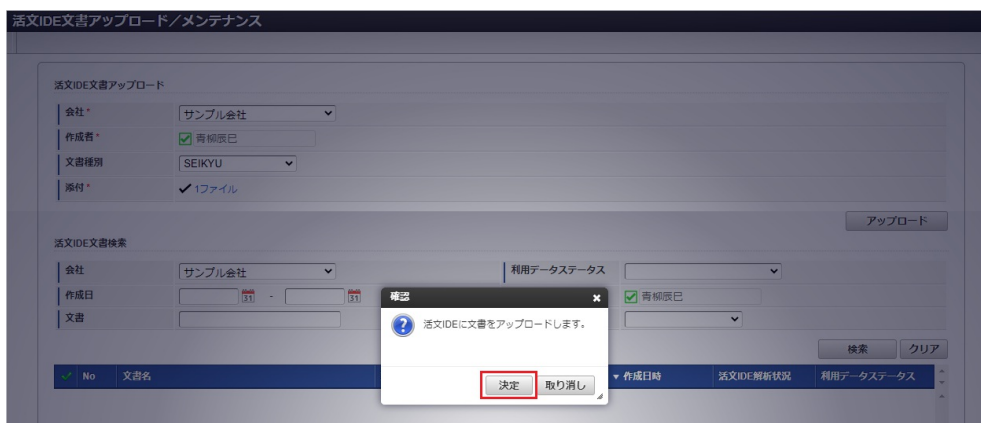 活文IDE文書アップロード／メンテナンス
活文IDE文書アップロード
会社*
サンプル会社
作成者*
青柳辰巳
文書種別
SEIKYU
添付*
1ファイル
アップロード
活文IDE文書検索
会社
サンプル会社
利用データステータス
作成日
31 - 31
青柳辰巳
文書
確認
活文IDEに文書をアップロードします。
決定 取り消し
検索 クリア
No 文書名 作成日時 活文IDE解析状況 利用データステータス